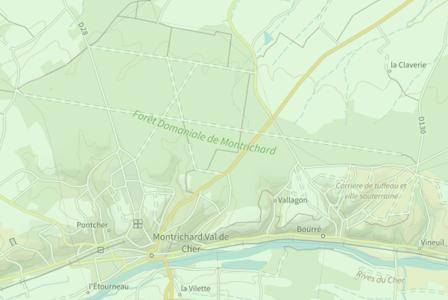 D28
la Claverie
Forêt Domaniale de Montrichard
D130
Carrière de tuffeau et
ville souterraine
Vallagon
Pontcher
Bourré
Montrichard Val de
Cher
Vineuil
l'Étourneau
la Vilette
Rives du Cher